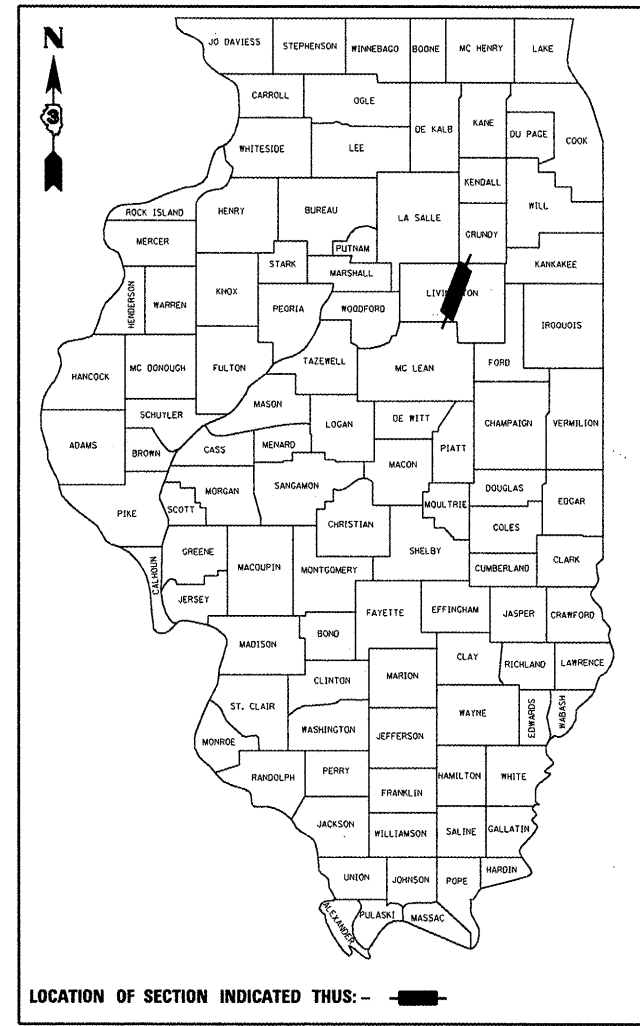 JO DAVIESS STEPHENSON WINNEBAGO BOONE MC HENRY LAKE
N
CARROLL OGLE DE KALB KANE DU PAGE COOK
3
WHITESIDE LEE
KENDALL
ROCK ISLAND HENRY BUREAU LA SALLE WILL
MERCER PUTNAM GRUNDY
STARK MARSHALL KANKAKEE
HENDERSON WARREN KNOX PEORIA WOODFORD LIVINGTON IROQUOIS
HANCOCK MC DONOUGH FULTON TAZEWELL MC LEAN FORD
SCHUYLER MASON LOGAN DE WITT CHAMPAIGN VERMILION
ADAMS BROWN CASS MENARD MACON PIATT
PIKE SCOTT MORGAN SANGAMON CHRISTIAN MOULTRIE DOUGLAS EDGAR
COLES
CALHOUN GREENE MACOUPIN MONTGOMERY SHELBY CUMBERLAND CLARK
JERSEY FAYETTE EFFINGHAM JASPER CRAWFORD
MADISON BOND CLAY RICHLAND LAWRENCE
CLINTON MARION
ST. CLAIR WASHINGTON JEFFERSON WAYNE EDWARDS WABASH
MONROE
RANDOLPH PERRY HAMILTON WHITE
FRANKLIN
JACKSON WILLIAMSON SALINE GALLATIN
UNION JOHNSON POPE HARDIN
ALEXANDER PULASKI MASSAC
LOCATION OF SECTION INDICATED THUS: -